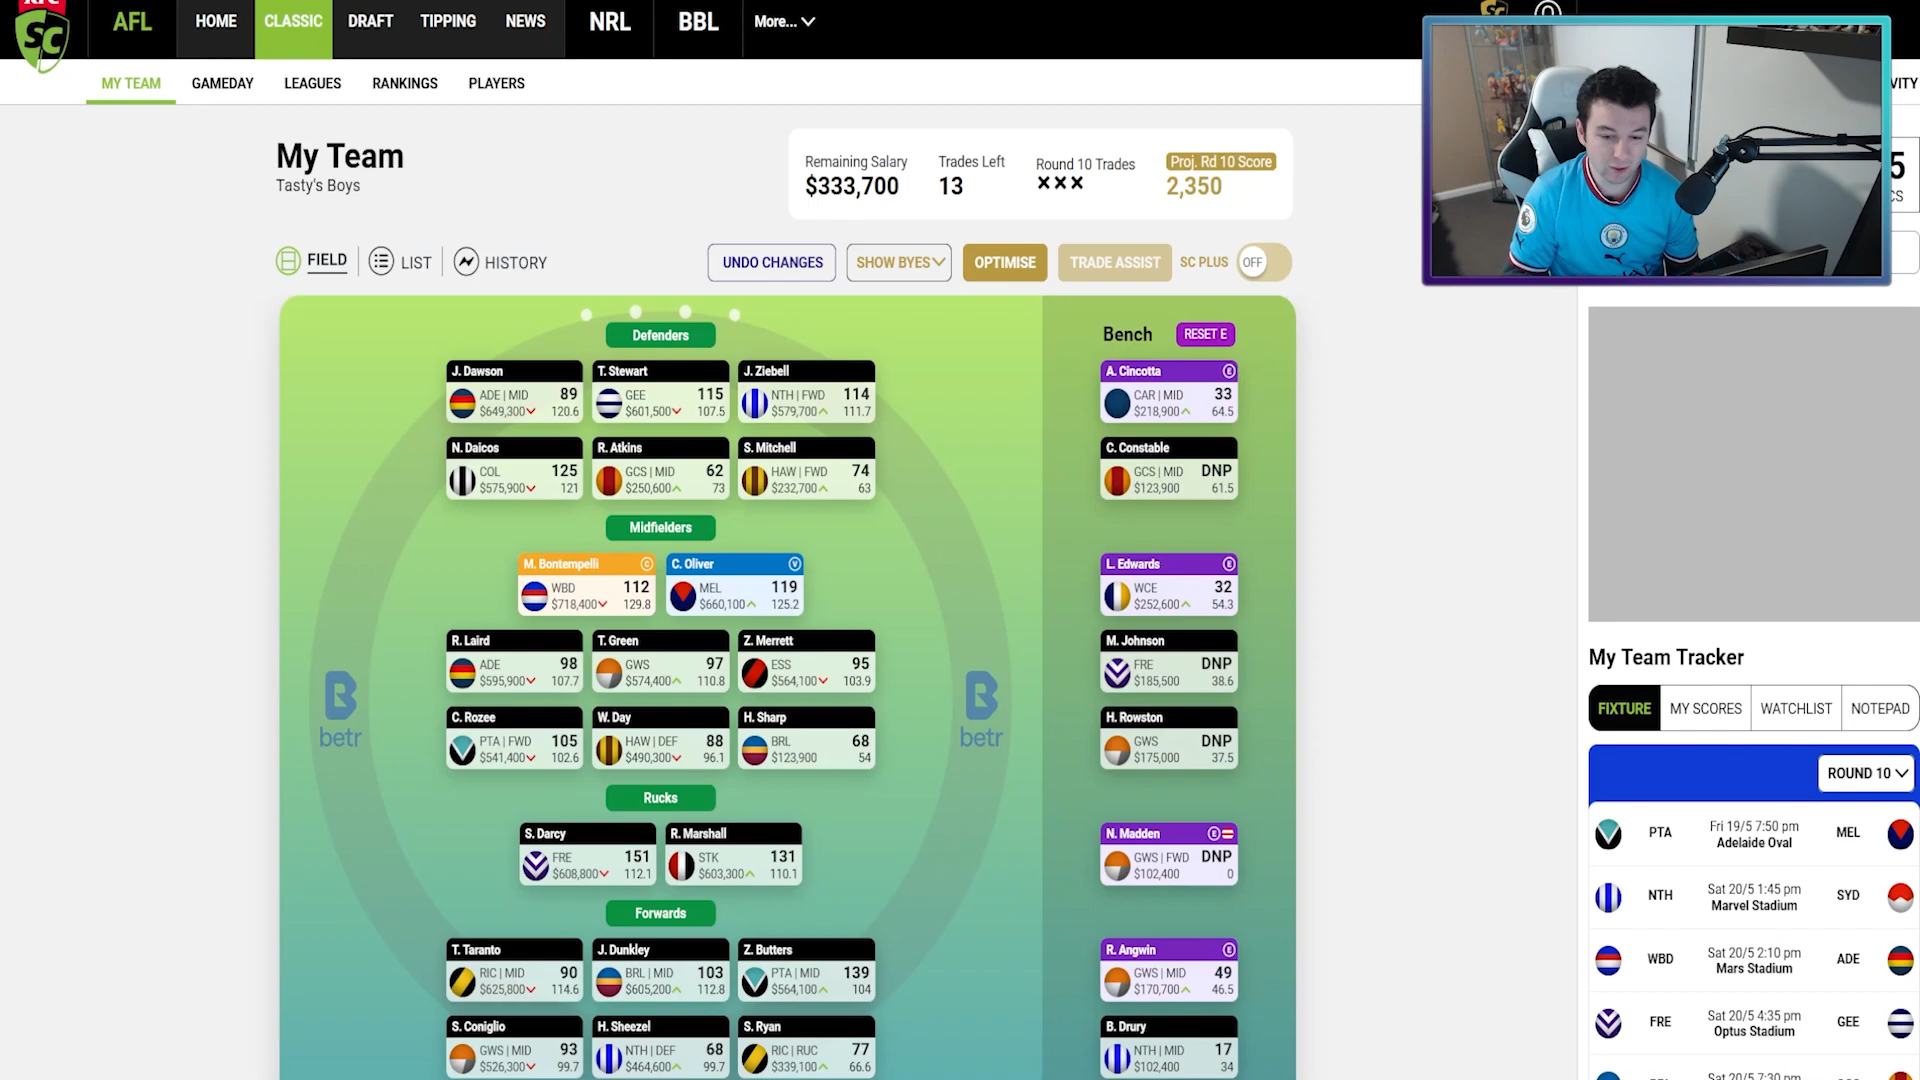 KFC
SC
AFL
HOME
CLASSIC
DRAFT
TIPPING
NEWS
NRL
BBL
More...
MY TEAM
GAMEDAY
LEAGUES
RANKINGS
PLAYERS
VITY
My Team
Tasty's Boys
Remaining Salary
$333,700
Trades Left
13
Round 10 Trades
Proj. Rd 10 Score
2,350
5
CS
FIELD
LIST
HISTORY
UNDO CHANGES
SHOW BYES
OPTIMISE
TRADE ASSIST
SC PLUS
OFF
Defenders
Bench
RESET E
J. Dawson
ADE | MID 89
$649,300 120.6
T. Stewart
GEE 115
$601,500 107.5
J. Ziebell
NTH | FWD 114
$579,700 111.7
A. Cincotta E
CAR | MID 33
$218,900 64.5
N. Daicos
COL 125
$575,900 121
R. Atkins
GCS | MID 62
$250,600 73
S. Mitchell
HAW | FWD 74
$232,700 63
C. Constable
GCS | MID DNP
$123,900 61.5
Midfielders
M. Bontempelli C
WBD 112
$718,400 129.8
C. Oliver V
MEL 119
$660,100 125.2
L. Edwards E
WCE 32
$252,600 54.3
R. Laird
ADE 98
$595,900 107.7
T. Green
GWS 97
$574,400 110.8
Z. Merrett
ESS 95
$564,100 103.9
M. Johnson
FRE DNP
$185,500 38.6
C. Rozee
PTA | FWD 105
$541,400 102.6
W. Day
HAW | DEF 88
$490,300 96.1
H. Sharp
BRL 68
$123,900 54
H. Rowston
GWS DNP
$175,000 37.5
betr
betr
Rucks
S. Darcy
FRE 151
$608,800 112.1
R. Marshall
STK 131
$603,300 110.1
N. Madden E
GWS | FWD DNP
$102,400 0
Forwards
T. Taranto
RIC | MID 90
$625,800 114.6
J. Dunkley
BRL | MID 103
$605,200 112.8
Z. Butters
PTA | MID 139
$564,100 104
R. Angwin E
GWS | MID 49
$170,700 46.5
S. Coniglio
GWS | MID 93
$526,300 99.7
H. Sheezel
NTH | DEF 68
$464,600 99.7
S. Ryan
RIC | RUC 77
$339,100 66.6
B. Drury
NTH | MID 17
$102,400 34
My Team Tracker
FIXTURE
MY SCORES
WATCHLIST
NOTEPAD
ROUND 10
PTA
Fri 19/5 7:50 pm
Adelaide Oval
MEL
NTH
Sat 20/5 1:45 pm
Marvel Stadium
SYD
WBD
Sat 20/5 2:10 pm
Mars Stadium
ADE
FRE
Sat 20/5 4:35 pm
Optus Stadium
GEE
Sat 20/5 7:30 pm